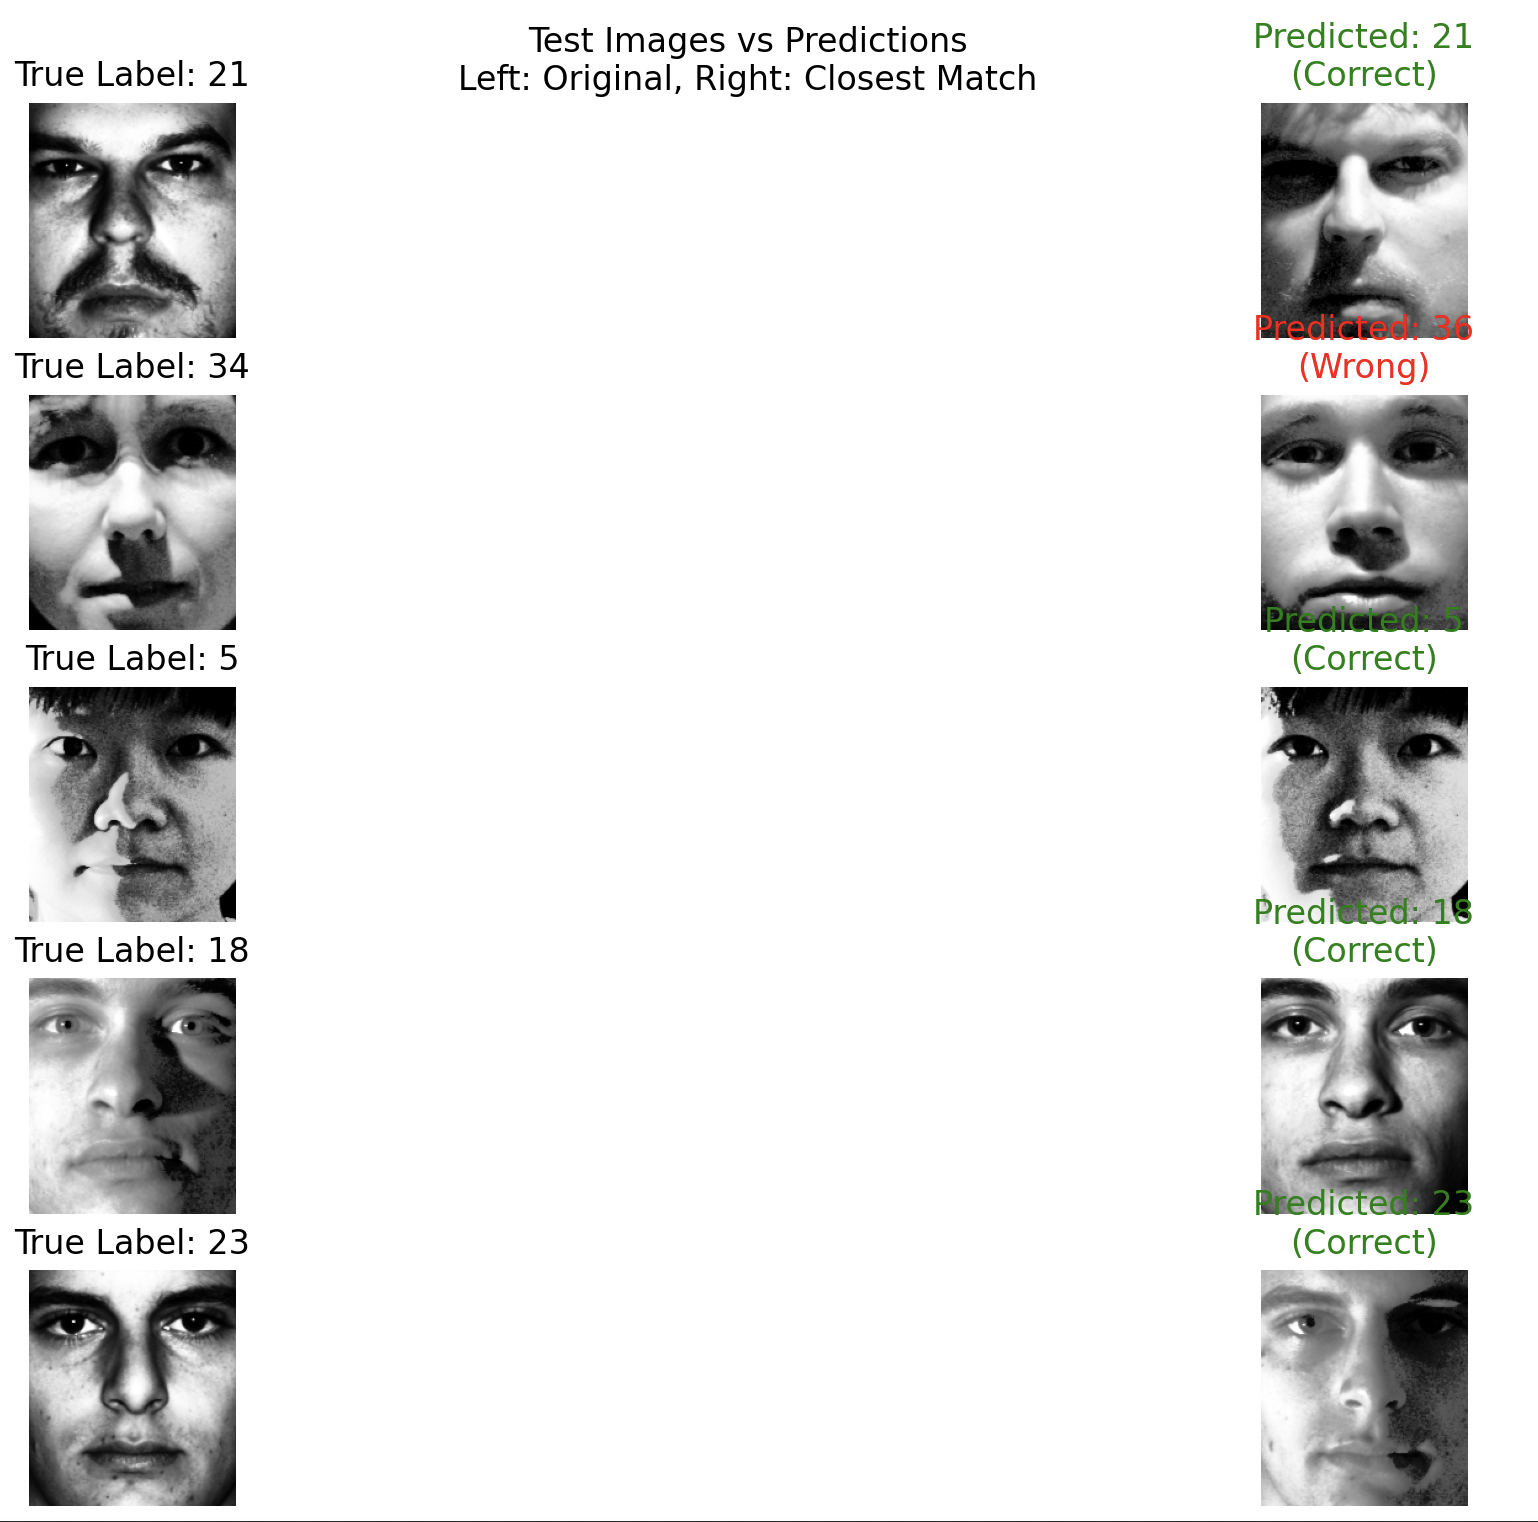 Test Images vs Predictions
Left: Original, Right: Closest Match
True Label: 21
Predicted: 21
(Correct)
True Label: 34
Predicted: 36
(Wrong)
True Label: 5
Predicted: 5
(Correct)
True Label: 18
Predicted: 18
(Correct)
True Label: 23
Predicted: 23
(Correct)